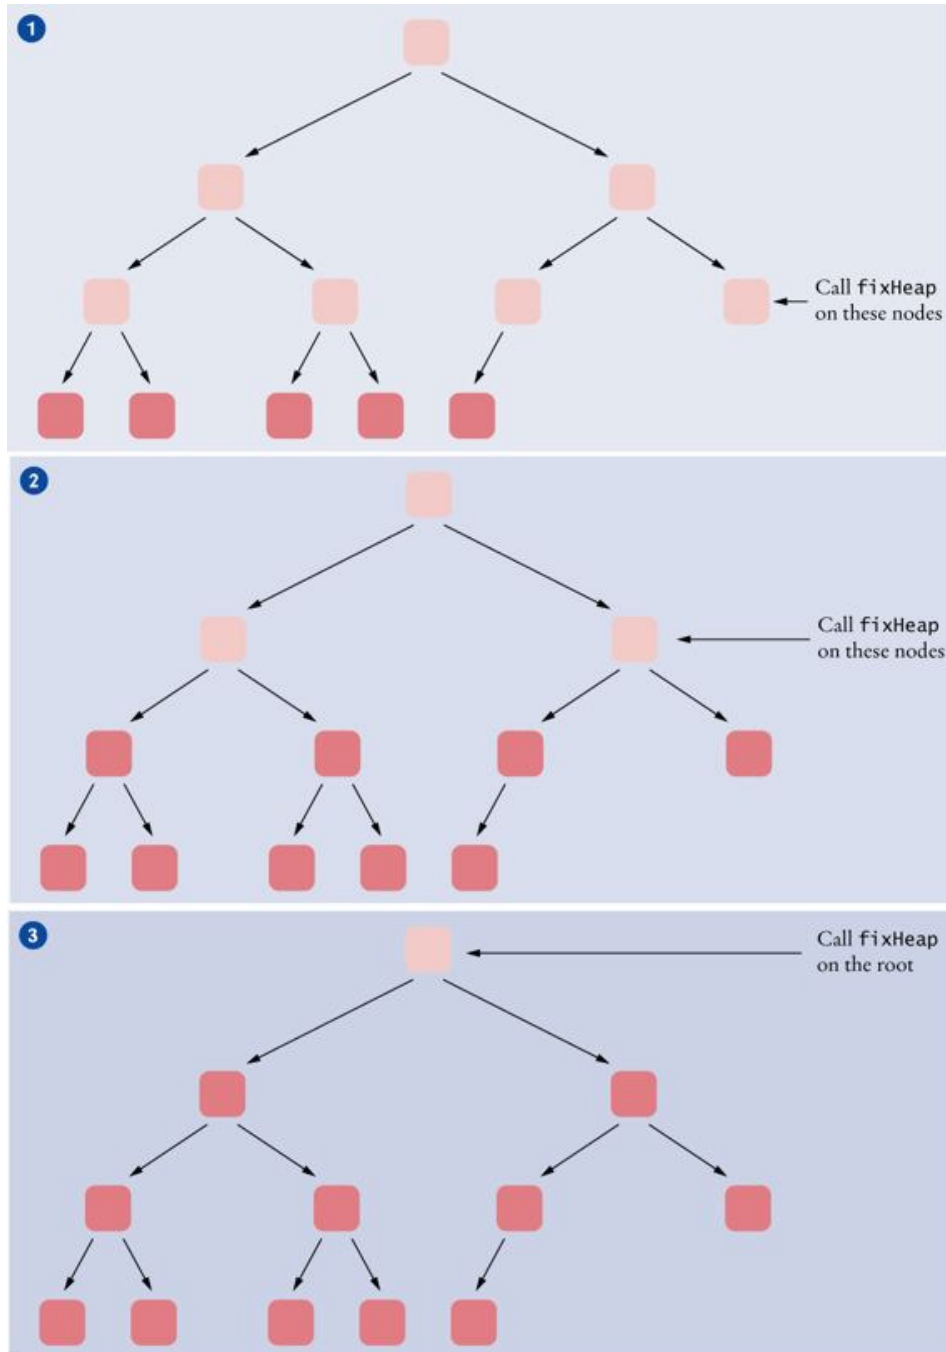 1
Call fixHeap
on these nodes
2
Call fixHeap
on these nodes
3
Call fixHeap
on the root